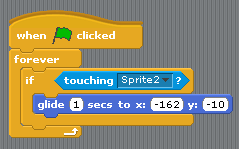 when clicked
forever
if touching Sprite2 ?
glide 1 secs to x: -162 y: -10